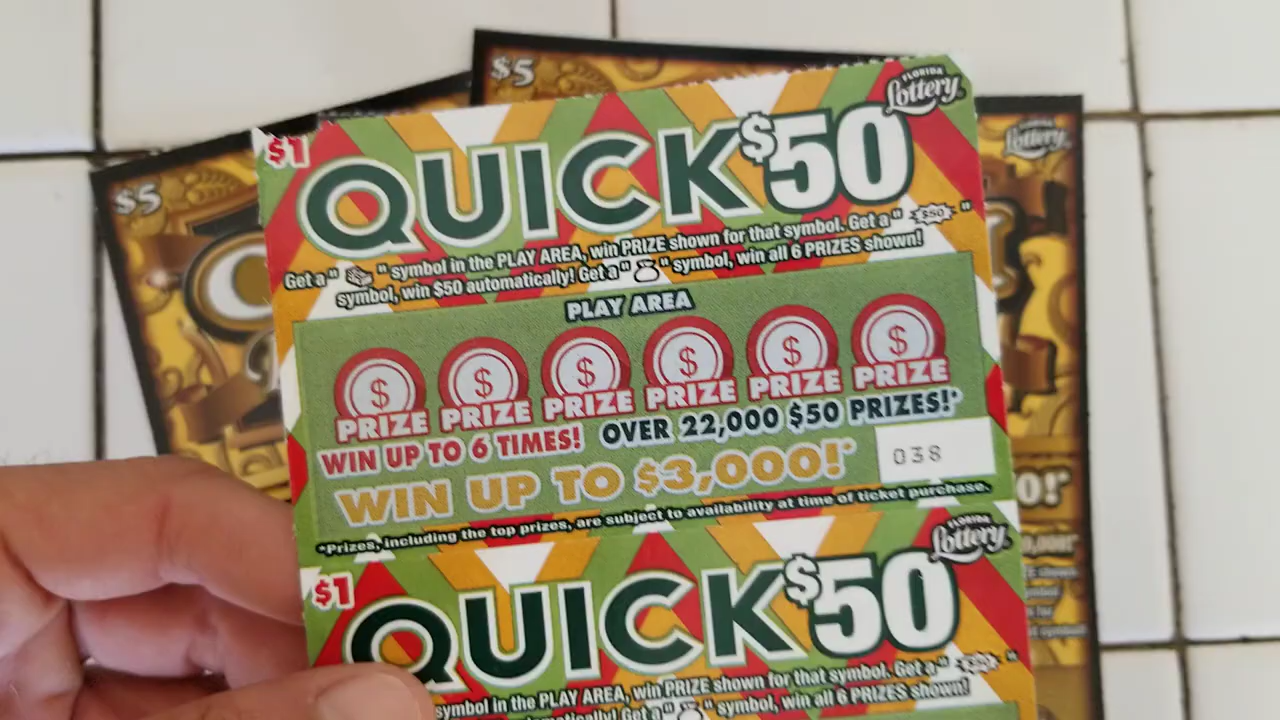 $5
$5
FLORIDA
Lottery
FLORIDA
Lottery
$1
QUICK $50
Get a " " symbol in the PLAY AREA, win PRIZE shown for that symbol. Get a " $50 "
symbol, win $50 automatically! Get a " " symbol, win all 6 PRIZES shown!
PLAY AREA
$ $ $ $ $ $
PRIZE PRIZE PRIZE PRIZE PRIZE PRIZE
WIN UP TO 6 TIMES! OVER 22,000 $50 PRIZES!*
WIN UP TO $3,000!*
038
*Prizes, including the top prizes, are subject to availability at time of ticket purchase.
FLORIDA
Lottery
$1
QUICK $50
symbol in the PLAY AREA, win PRIZE shown for that symbol. Get a " $50 "
Get a " " symbol, win all 6 PRIZES shown!